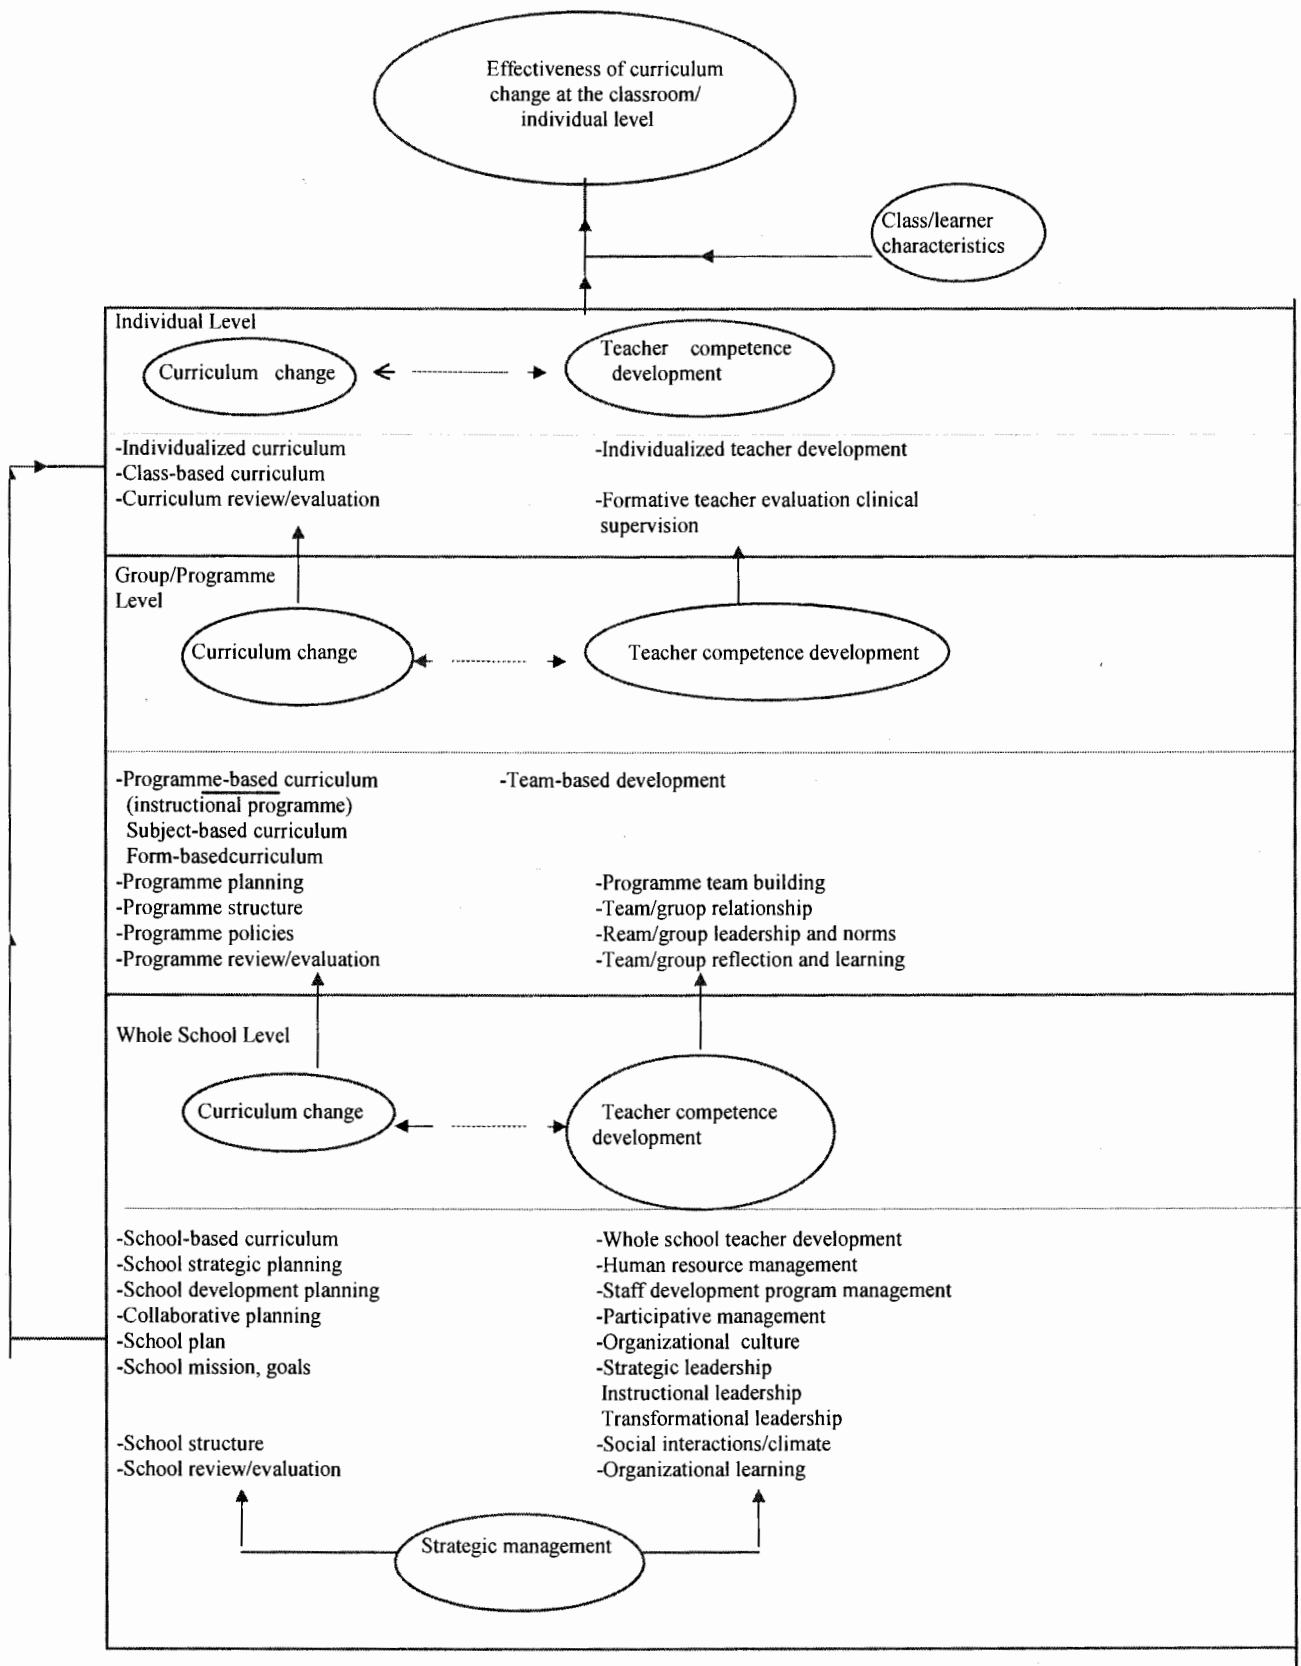 Effectiveness of curriculum
change at the classroom/
individual level
Class/learner
characteristics
Individual Level
Curriculum change
Teacher competence
development
-Individualized curriculum
-Class-based curriculum
-Curriculum review/evaluation
-Individualized teacher development
-Formative teacher evaluation clinical
supervision
Group/Programme
Level
Curriculum change
Teacher competence development
-Programme-based curriculum
(instructional programme)
Subject-based curriculum
Form-basedcurriculum
-Programme planning
-Programme structure
-Programme policies
-Programme review/evaluation
-Team-based development
-Programme team building
-Team/gruop relationship
-Ream/group leadership and norms
-Team/group reflection and learning
Whole School Level
Curriculum change
Teacher competence
development
-School-based curriculum
-School strategic planning
-School development planning
-Collaborative planning
-School plan
-School mission, goals
-School structure
-School review/evaluation
-Whole school teacher development
-Human resource management
-Staff development program management
-Participative management
-Organizational culture
-Strategic leadership
Instructional leadership
Transformational leadership
-Social interactions/climate
-Organizational learning
Strategic management